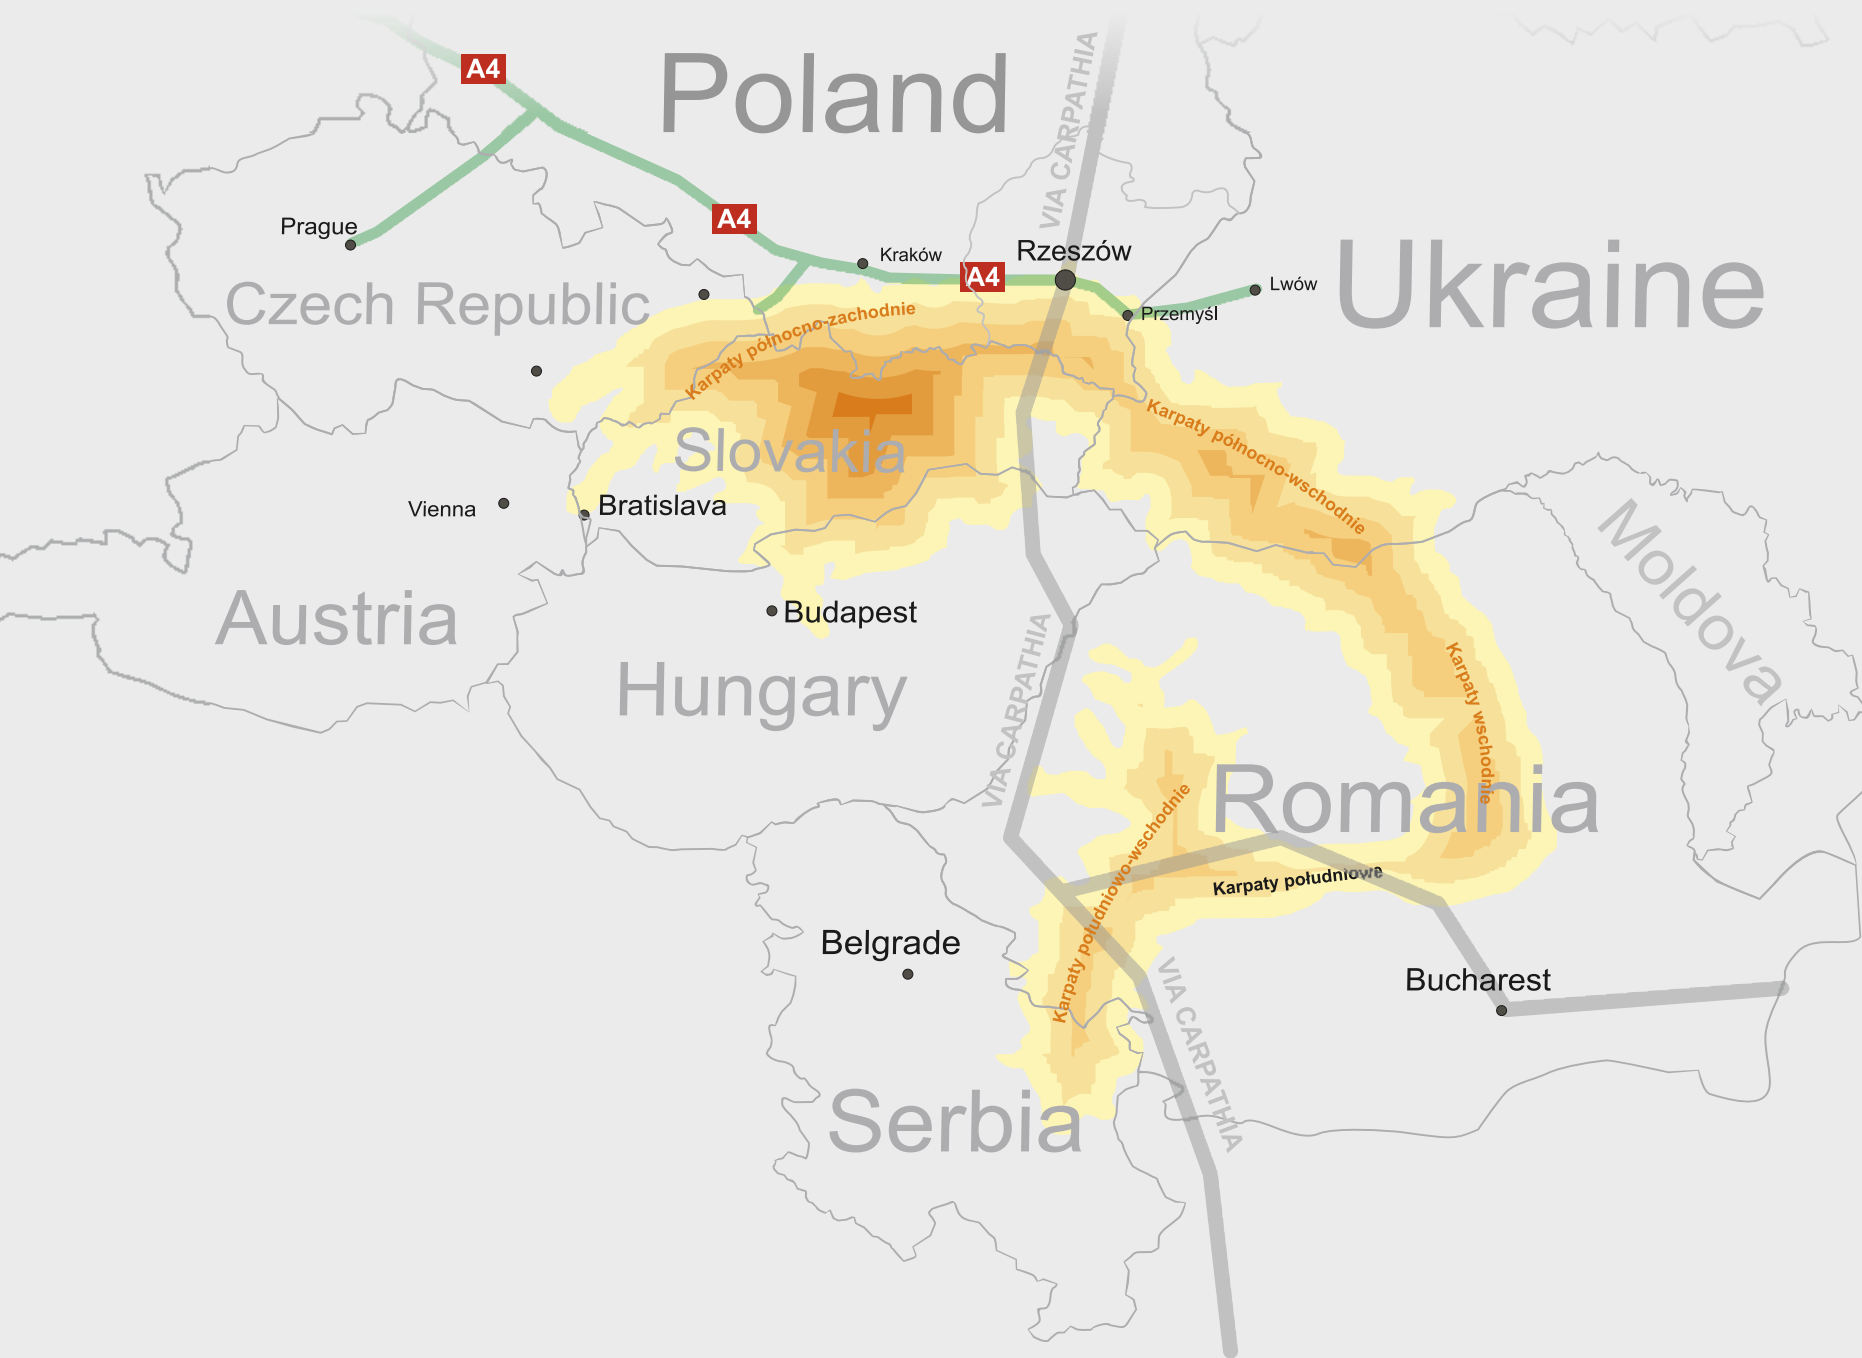 A4
Poland
VIA CARPATHIA
A4
Prague
Kraków
Rzeszów
A4
Lwów
Ukraine
Czech Republic
Przemyśl
Karpaty północno-zachodnie
Karpaty północno-wschodnie
Slovakia
Vienna
Bratislava
Moldova
Austria
Budapest
Hungary
VIA CARPATHIA
Karpaty wschodnie
Romania
Karpaty południowo-wschodnie
Karpaty południowe
Belgrade
Bucharest
VIA CARPATHIA
Serbia